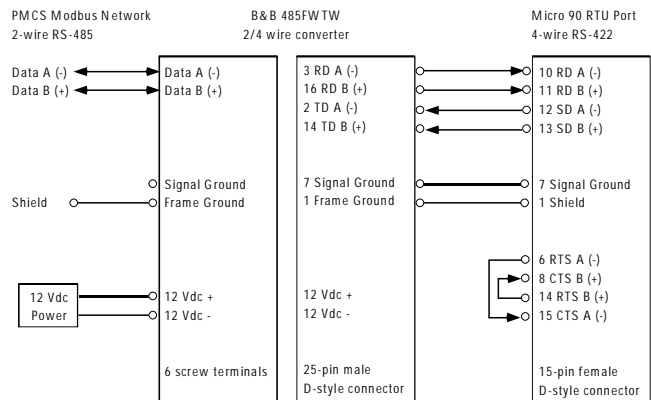 PMCS Modbus Network
2-wire RS-485
B&B 485FWTW
2/4 wire converter
Micro 90 RTU Port
4-wire RS-422
Data A (-)
Data B (+)
Data A (-)
Data B (+)
Signal Ground
Shield
Frame Ground
12 Vdc
Power
12 Vdc +
12 Vdc -
6 screw terminals
3 RD A (-)
16 RD B (+)
2 TD A (-)
14 TD B (+)
7 Signal Ground
1 Frame Ground
12 Vdc +
12 Vdc -
25-pin male
D-style connector
10 RD A (-)
11 RD B (+)
12 SD A (-)
13 SD B (+)
7 Signal Ground
1 Shield
6 RTS A (-)
8 CTS B (+)
14 RTS B (+)
15 CTS A (-)
15-pin female
D-style connector